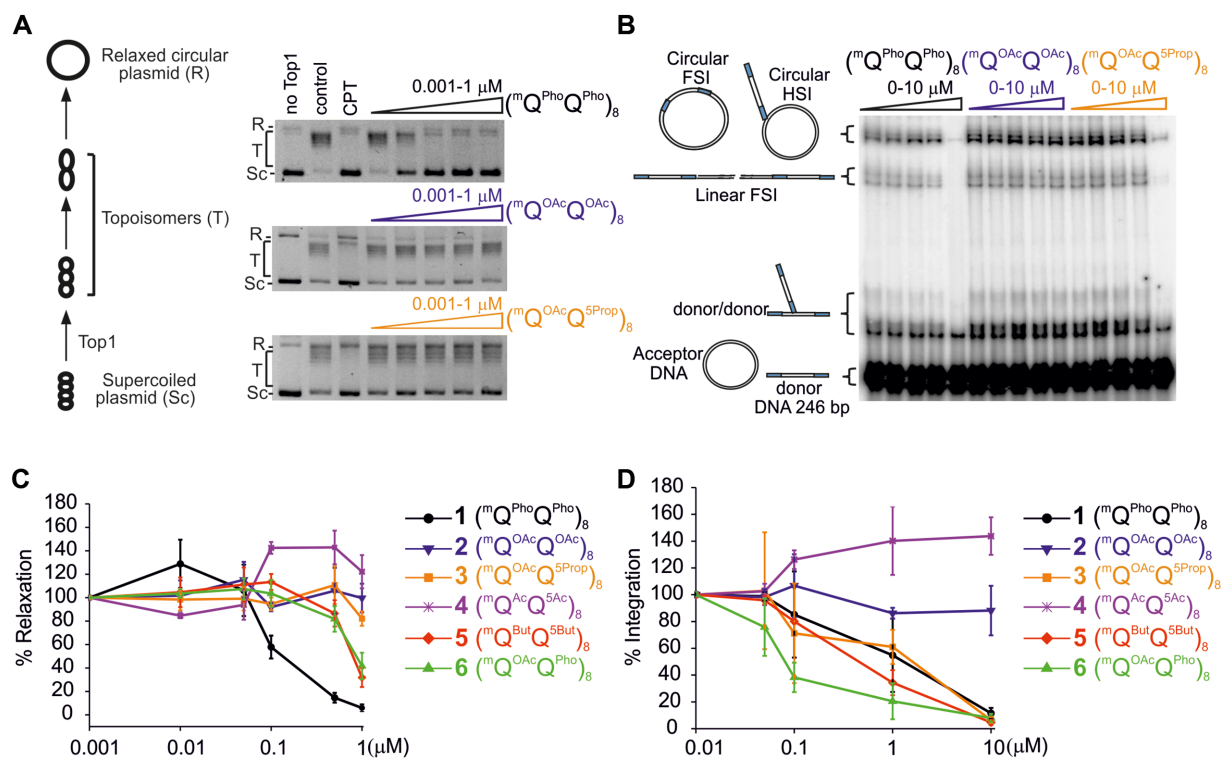 A
Relaxed circular
plasmid (R)
Topoisomers (T)
Top1
Supercoiled
plasmid (Sc)
no Top1
control
CPT
0.001-1 µM
(mQPhoQPho)8
R
T
Sc
0.001-1 µM
(mQOAcQOAc)8
R
T
Sc
0.001-1 µM
(mQOAcQ5Prop)8
R
T
Sc
B
Circular
FSI
Circular
HSI
Linear FSI
donor/donor
Acceptor
DNA
donor
DNA 246 bp
(mQPhoQPho)8 (mQOAcQOAc)8 (mQOAcQ5Prop)8
0-10 µM 0-10 µM 0-10 µM
C
% Relaxation
180
160
140
120
100
80
60
40
20
0
0.001 0.01 0.1 1(µM)
1 (mQPhoQPho)8
2 (mQOAcQOAc)8
3 (mQOAcQ5Prop)8
4 (mQAcQ5Ac)8
5 (mQButQ5But)8
6 (mQOAcQPho)8
D
% Integration
180
160
140
120
100
80
60
40
20
0
0.01 0.1 1 10(µM)
1 (mQPhoQPho)8
2 (mQOAcQOAc)8
3 (mQOAcQ5Prop)8
4 (mQAcQ5Ac)8
5 (mQButQ5But)8
6 (mQOAcQPho)8